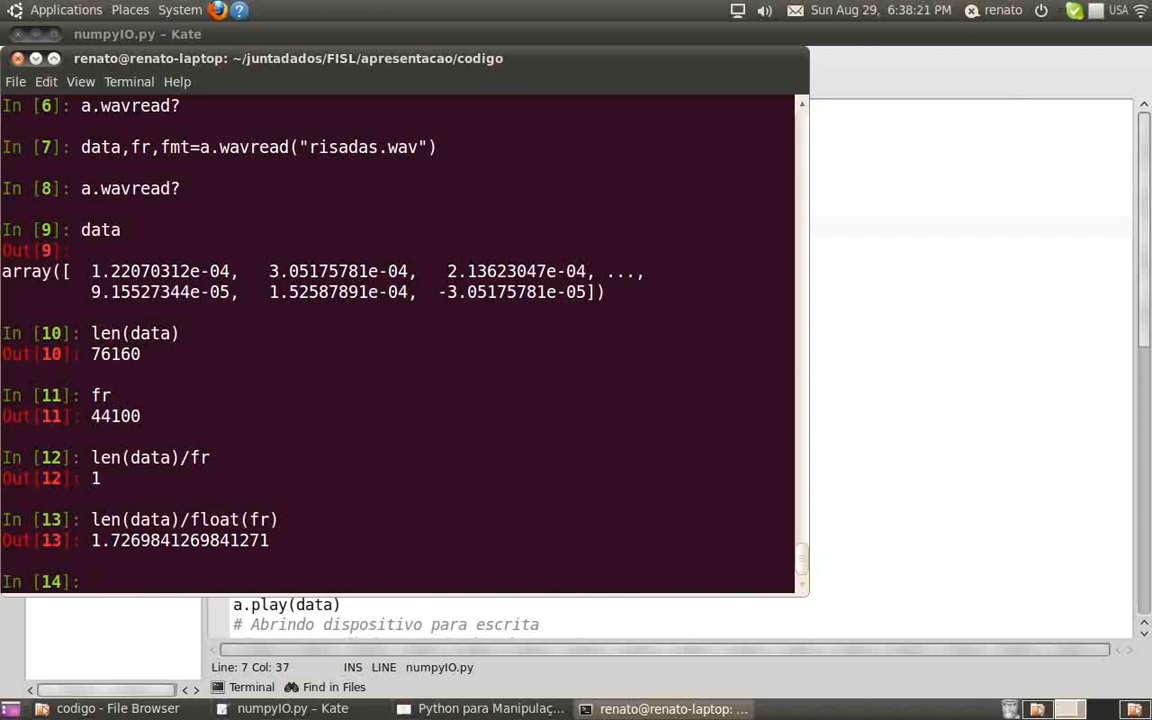 Applications Places System Sun Aug 29, 6:38:21 PM renato USA
numpyIO.py – Kate
renato@renato-laptop: ~/juntadados/FISL/apresentacao/codigo
File Edit View Terminal Help
In [6]: a.wavread?
In [7]: data,fr,fmt=a.wavread("risadas.wav")
In [8]: a.wavread?
In [9]: data
Out[9]:
array([ 1.22070312e-04, 3.05175781e-04, 2.13623047e-04, ...,
9.15527344e-05, 1.52587891e-04, -3.05175781e-05])
In [10]: len(data)
Out[10]: 76160
In [11]: fr
Out[11]: 44100
In [12]: len(data)/fr
Out[12]: 1
In [13]: len(data)/float(fr)
Out[13]: 1.7269841269841271
In [14]:
a.play(data)
# Abrindo dispositivo para escrita
Line: 7 Col: 37 INS LINE numpyIO.py
Terminal Find in Files
codigo - File Browser numpyIO.py – Kate Python para Manipulaç... renato@renato-laptop: ...